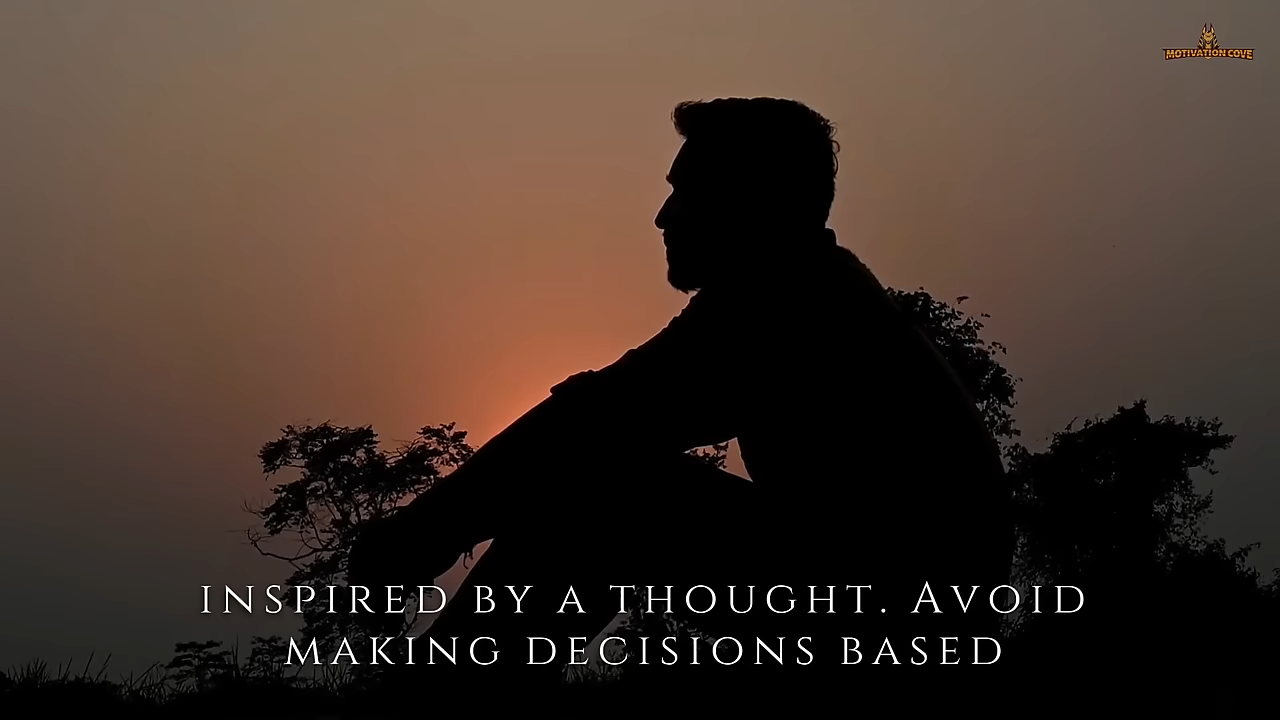 MOTIVATION COVE
INSPIRED BY A THOUGHT. AVOID
MAKING DECISIONS BASED